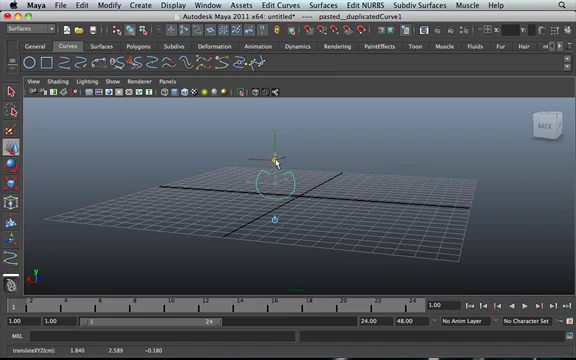 Maya File Edit Modify Create Display Window Assets Edit Curves Surfaces Edit NURBS Subdiv Surfaces Muscle Help
Autodesk Maya 2011 x64: untitled* --- pasted__duplicatedCurve1
Surfaces
X: Y:
General Curves Surfaces Polygons Subdivs Deformation Animation Dynamics Rendering PaintEffects Toon Muscle Fluids Fur Hair
View Shading Lighting Show Renderer Panels
BACK
y
2 4 6 8 10 12 14 16 18 20 22 24
1 1.00
1.00 1.00 1 24 24.00 48.00 No Anim Layer No Character Set
MEL
translateXYZ(cm): 1.840 2.589 -0.180